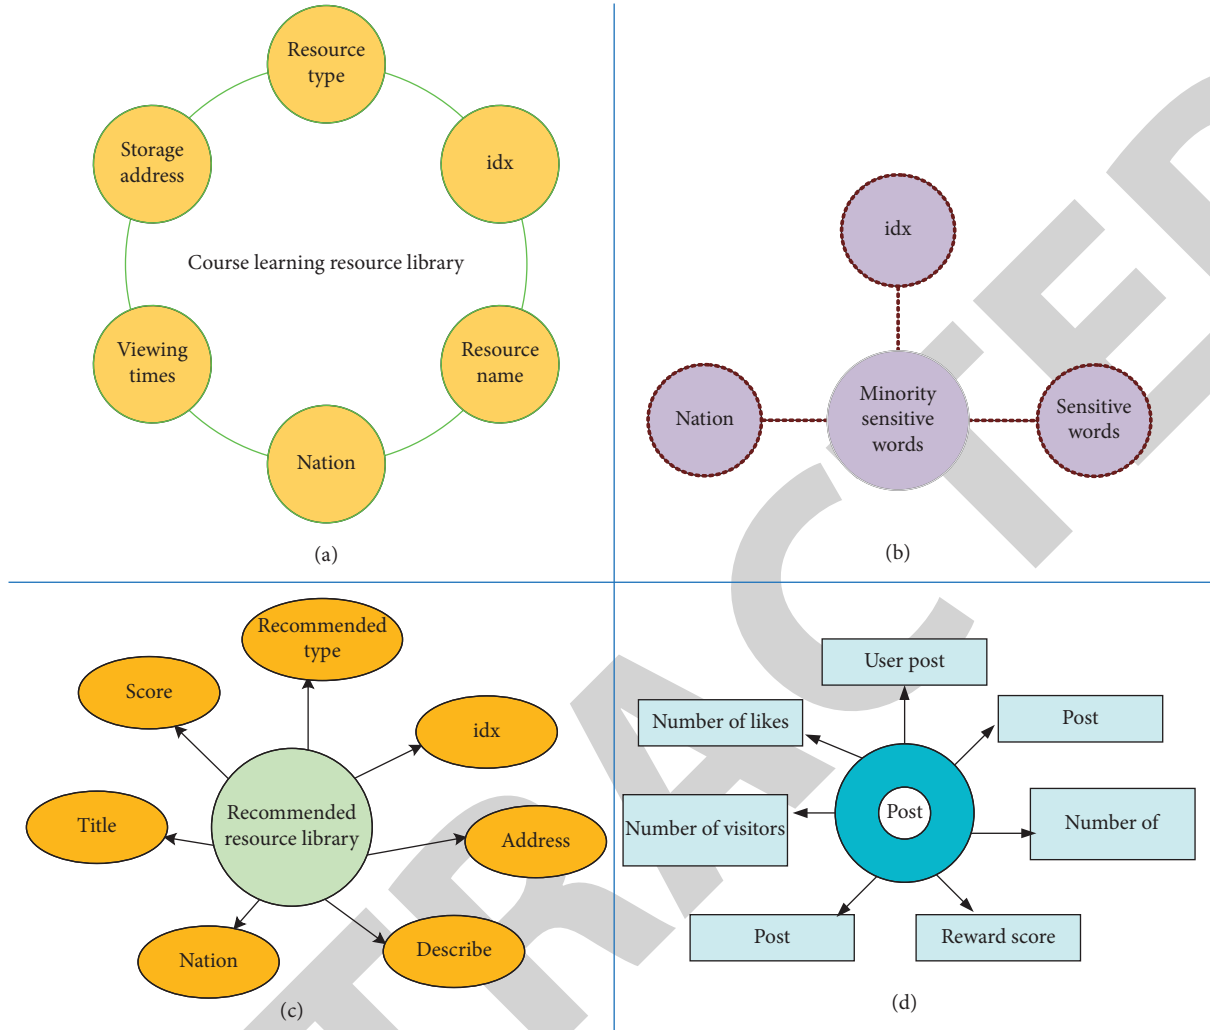 Resource
type
Storage
address
idx
Course learning resource library
Viewing
times
Resource
name
Nation
(a)
idx
Nation
Minority
sensitive
words
Sensitive
words
(b)
Recommended
type
Score
idx
Recommended
resource library
Title
Address
Nation
Describe
(c)
User post
Number of likes
Post
Post
Number of visitors
Number of
Post
Reward score
(d)
TRACTED